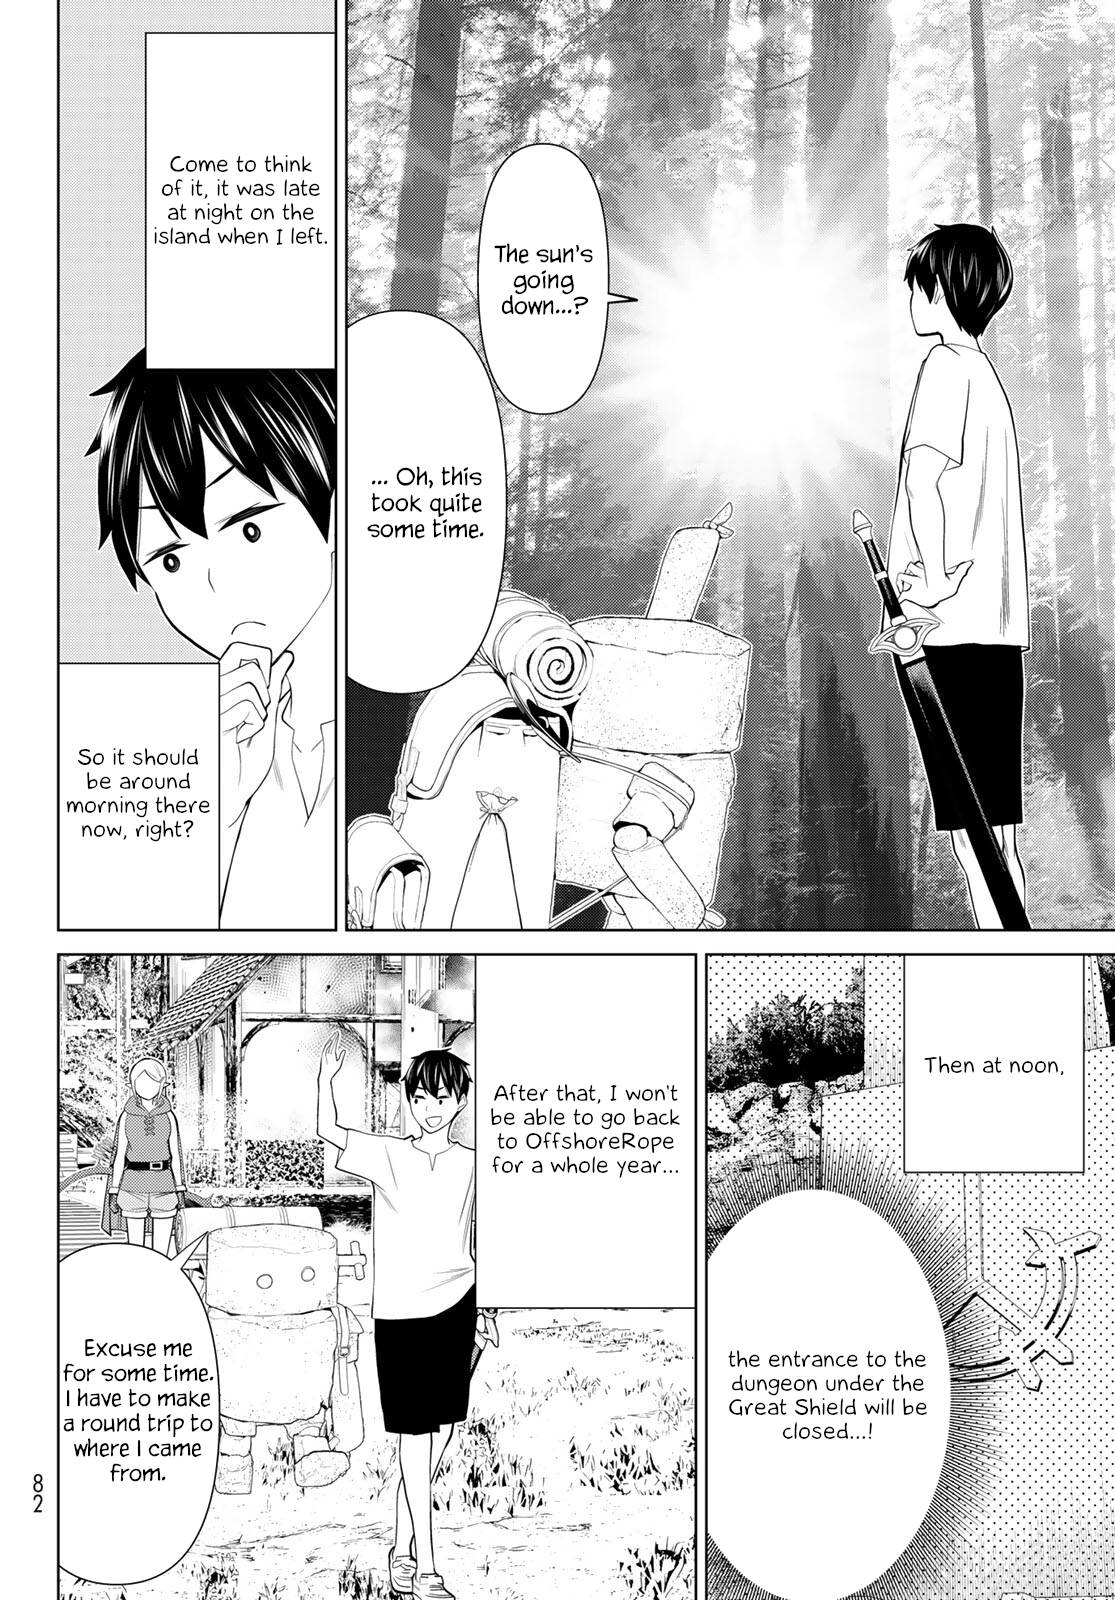 The sun's
going
down...?
... Oh, this
took quite
some time.
Come to think
of it, it was late
at night on the
island when I left.
So it should
be around
morning there
now, right?
Then at noon,
the entrance to the
dungeon under the
Great Shield will be
closed...!
After that, I won't
be able to go back
to OffshoreRope
for a whole year...
Excuse me
for some time.
I have to make
a round trip to
where I came
from.
82